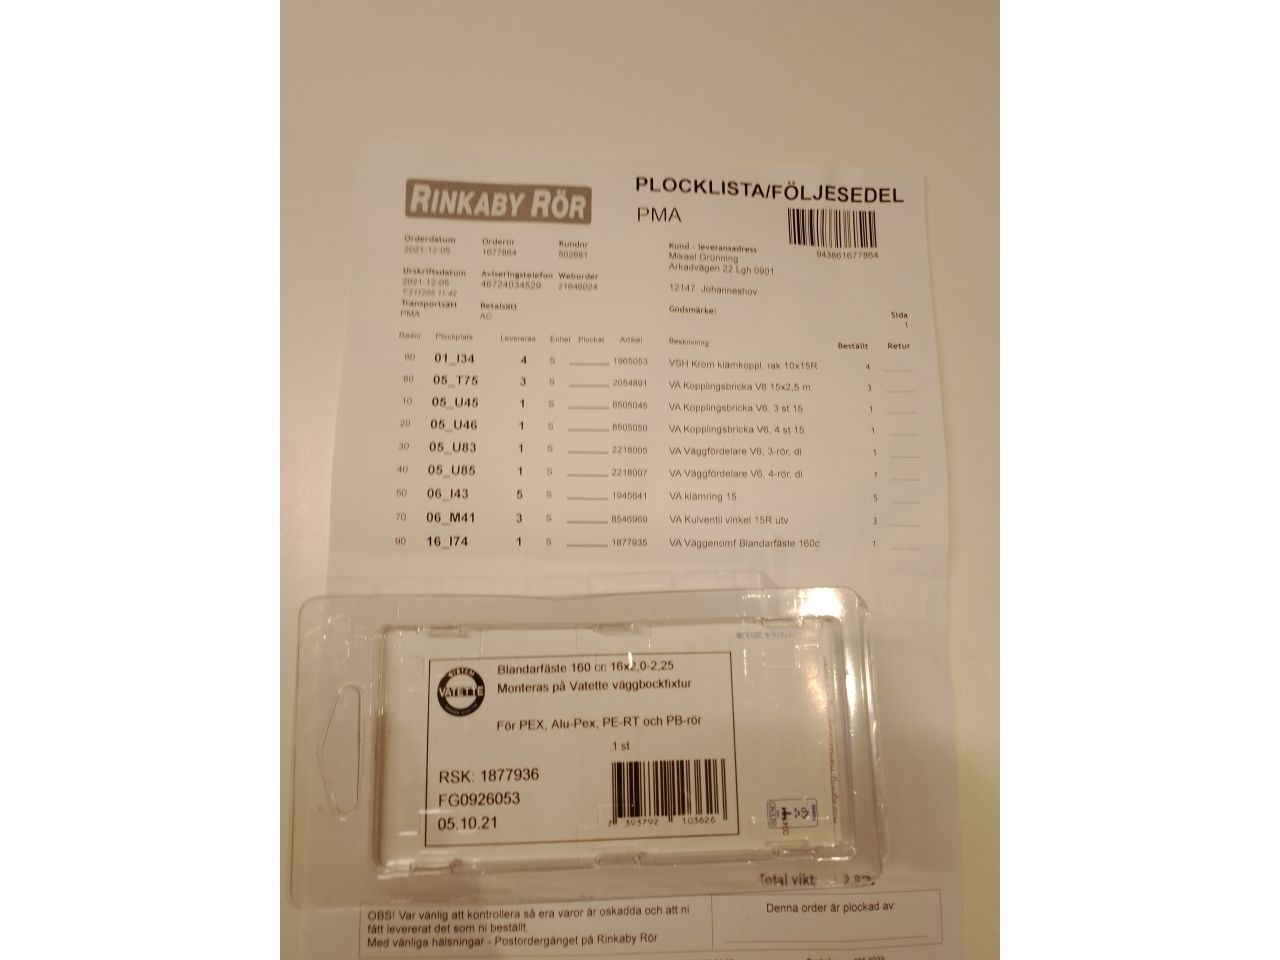 RINKABY RÖR
PLOCKLISTA/FÖLJESEDEL
PMA
943661677864
Orderdatum Ordernr Kundnr
2021-12-05 1677864 502681
Kund - leveransadress
Mikael Grünning
Arkadvägen 22 Lgh 0901
12147 Johanneshov
Utskriftsdatum Aviseringstelefon Weborder
2021-12-05 46724034529 21646024
Transportsätt Betalsätt
PMA AC
Godsmärke:
Sida
1
Radnr Plockplats Levereras Enhet Plockat Artikel Beskrivning Beställt Retur
60 01_I34 4 S 1965053 VSH Krom klämkoppl. rak 10x15R 4
80 05_T75 3 S 2054891 VA Kopplingsbricka V6 15x2,5 m 3
10 05_U45 1 S 6505045 VA Kopplingsbricka V6, 3 st 15 1
20 05_U46 1 S 6505050 VA Kopplingsbricka V6, 4 st 15 1
30 05_U83 1 S 2218005 VA Väggfördelare V6, 3-rör, di 1
40 05_U85 1 S 2218007 VA Väggfördelare V6, 4-rör, di 1
50 06_I43 5 S 1945641 VA klämring 15 5
70 06_M41 3 S 8546969 VA Kulventil vinkel 15R utv 3
90 16_I74 1 S 1877935 VA Väggenomf Blandarfäste 160c 1
SYSTEM
VATETTE
Blandarfäste 160 cc 16x2,0-2,25
Monteras på Vatette väggbockfixtur
För PEX, Alu-Pex, PE-RT och PB-rör
1 st
RSK: 1877936
FG0926053
05.10.21
7 393792 103626
Total vikt:
OBS! Var vänlig att kontrollera så era varor är oskadda och att ni
fått levererat det som ni beställt.
Med vänliga hälsningar - Postordergänget på Rinkaby Rör
Denna order är plockad av: